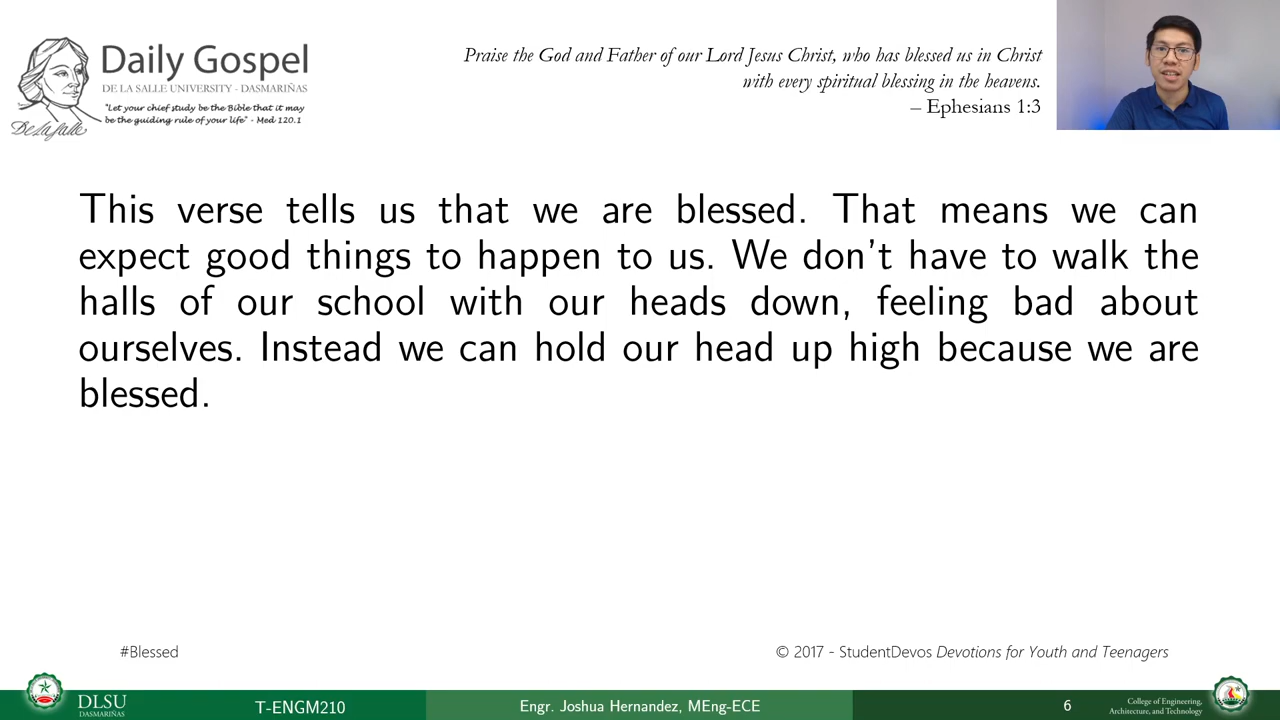 Daily Gospel
DE LA SALLE UNIVERSITY - DASMARIÑAS
"Let your chief study be the Bible that it may
be the guiding rule of your life" - Med 120.1
De La Salle
Praise the God and Father of our Lord Jesus Christ, who has blessed us in Christ
with every spiritual blessing in the heavens.
– Ephesians 1:3
This verse tells us that we are blessed. That means we can
expect good things to happen to us. We don't have to walk the
halls of our school with our heads down, feeling bad about
ourselves. Instead we can hold our head up high because we are
blessed.
#Blessed
© 2017 - StudentDevos Devotions for Youth and Teenagers
DLSU
DASMARIÑAS
T-ENGM210
Engr. Joshua Hernandez, MEng-ECE
6
College of Engineering,
Architecture, and Technology